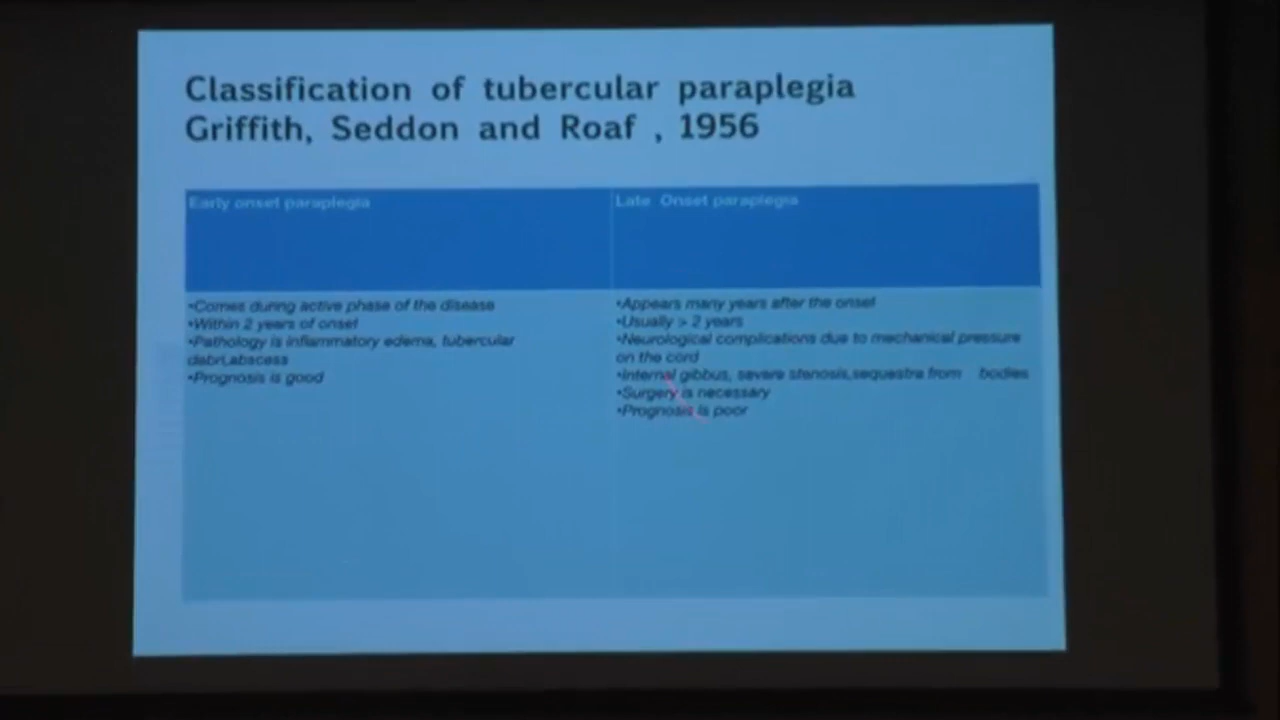 Classification of tubercular paraplegia
Griffith, Seddon and Roaf , 1956
Early onset paraplegia
•Comes during active phase of the disease
•Within 2 years of onset
•Pathology is inflammatory edema, tubercular
debri,abscess
•Prognosis is good
Late Onset paraplegia
•Appears many years after the onset
•Usually > 2 years
•Neurological complications due to mechanical pressure
on the cord
•Internal gibbus, severe stenosis,sequestra from bodies
•Surgery is necessary
•Prognosis is poor